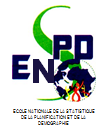 ENSPD
ECOLE NATIONALE DE LA STATISTIQUE
DE LA PLANIFICATION ET DE LA
DEMOGRAPHIE